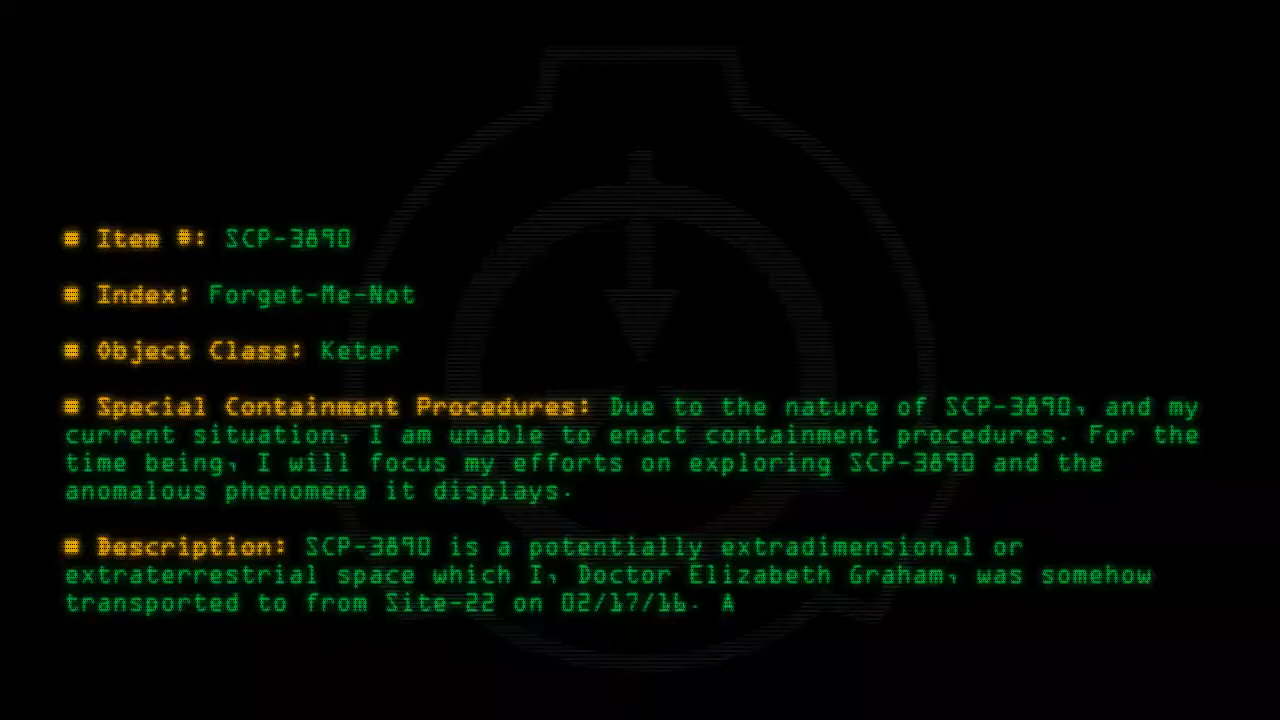 ■ Item #: SCP-3890
■ Index: Forget-Me-Not
■ Object Class: Keter
■ Special Containment Procedures: Due to the nature of SCP-3890, and my
current situation, I am unable to enact containment procedures. For the
time being, I will focus my efforts on exploring SCP-3890 and the
anomalous phenomena it displays.
■ Description: SCP-3890 is a potentially extradimensional or
extraterrestrial space which I, Doctor Elizabeth Graham, was somehow
transported to from Site-22 on 02/17/16. A